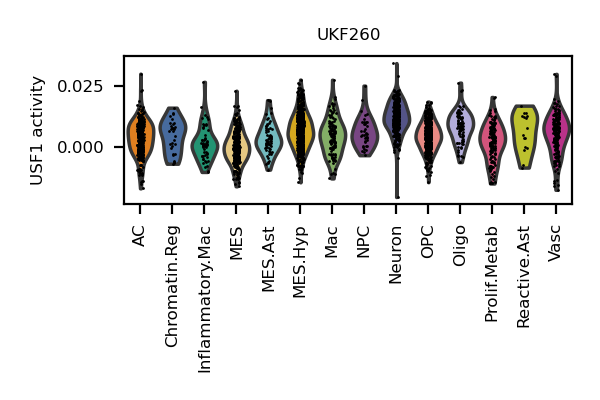 UKF260
USF1 activity
0.025
0.000
AC
Chromatin.Reg
Inflammatory.Mac
MES
MES.Ast
MES.Hyp
Mac
NPC
Neuron
OPC
Oligo
Prolif.Metab
Reactive.Ast
Vasc